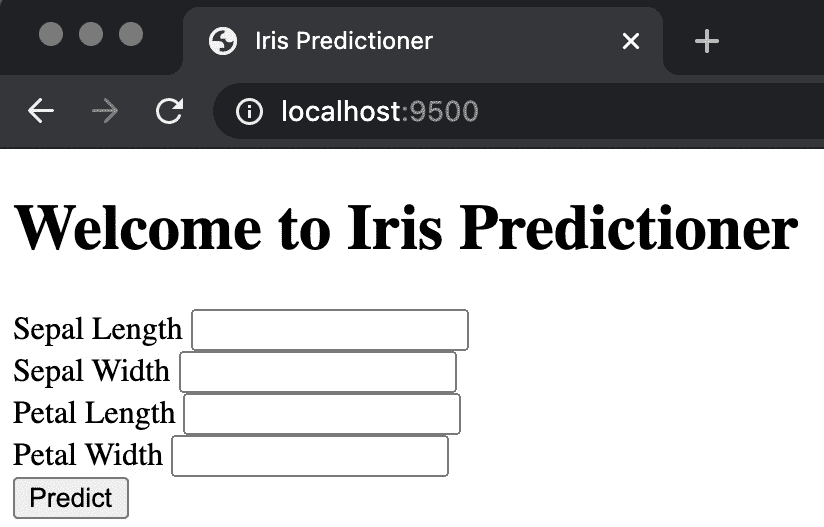 Iris Predictioner
localhost:9500
Welcome to Iris Predictioner
Sepal Length
Sepal Width
Petal Length
Petal Width
Predict